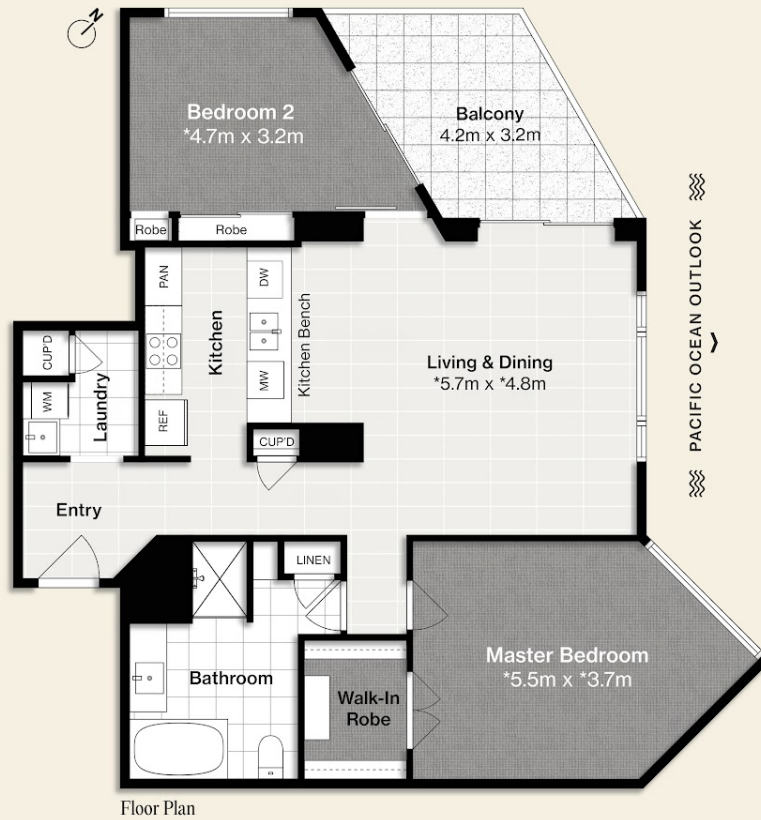 N
Bedroom 2
*4.7m x 3.2m
Balcony
4.2m x 3.2m
Robe
Robe
PAN
DW
Kitchen
Kitchen Bench
MW
REF
CUP'D
Living & Dining
*5.7m x *4.8m
PACIFIC OCEAN OUTLOOK
CUP'D
WM
Laundry
Entry
LINEN
Bathroom
Walk-In
Robe
Master Bedroom
*5.5m x *3.7m
Floor Plan